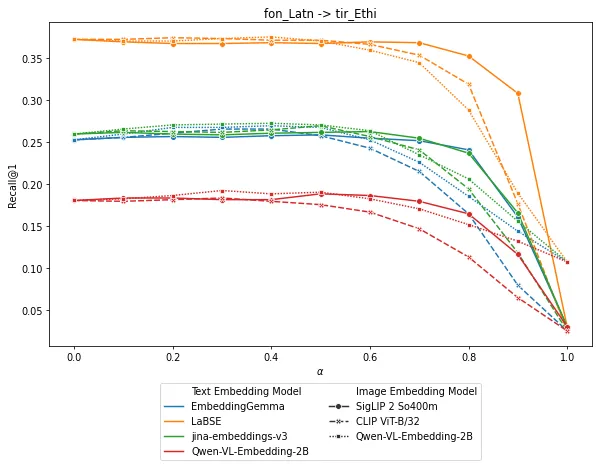 fon_Latn -> tir_Ethi
Recall@1
0.35
0.30
0.25
0.20
0.15
0.10
0.05
0.0 0.2 0.4 0.6 0.8 1.0
α
Text Embedding Model
EmbeddingGemma
LaBSE
jina-embeddings-v3
Qwen-VL-Embedding-2B
Image Embedding Model
SigLIP 2 So400m
CLIP ViT-B/32
Qwen-VL-Embedding-2B